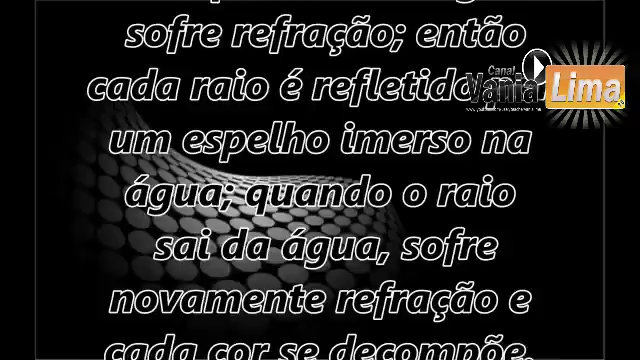 sofre refração; então
cada raio é refletido
um espelho imerso na
água; quando o raio
sai da água, sofre
novamente refração e
cada cor se decompõe.
Canal
Vania Lima